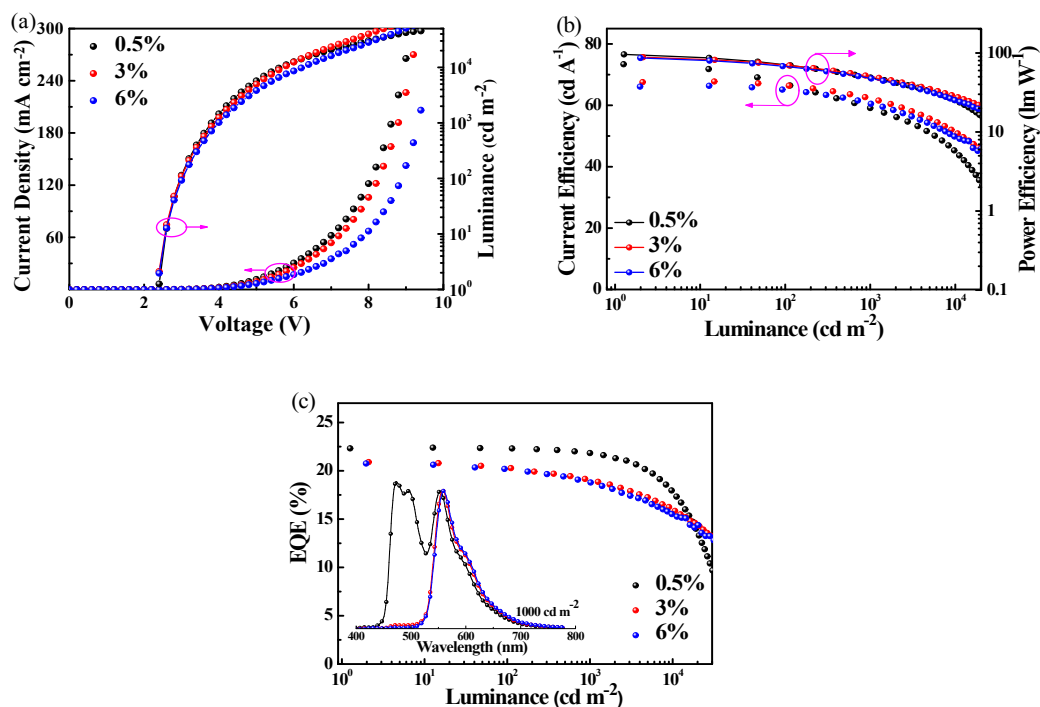 (a)
300
240
180
120
60
Current Density (mA cm-2)
0.5%
3%
6%
10^4
10^3
10^2
10^1
10^0
Luminance (cd m-2)
0 2 4 6 8 10
Voltage (V)
(b)
80
60
40
20
0
Current Efficiency (cd A-1)
0.5%
3%
6%
100
10
1
0.1
Power Efficiency (lm W-1)
10^0 10^1 10^2 10^3 10^4
Luminance (cd m-2)
(c)
25
20
15
10
5
0
EQE (%)
1000 cd m-2
400 500 600 700 800
Wavelength (nm)
0.5%
3%
6%
10^0 10^1 10^2 10^3 10^4
Luminance (cd m-2)